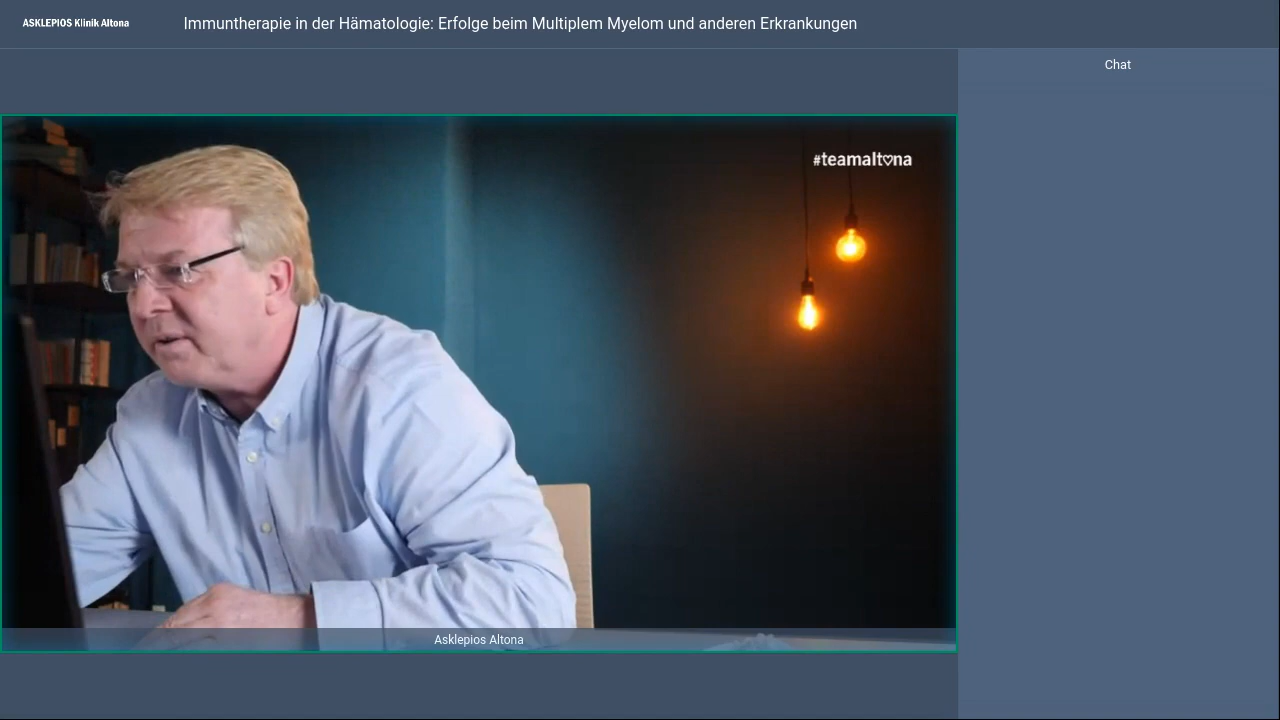 ASKLEPIOS Klinik Altona
Immuntherapie in der Hämatologie: Erfolge beim Multiplem Myelom und anderen Erkrankungen
Chat
#teamaltona
Asklepios Altona